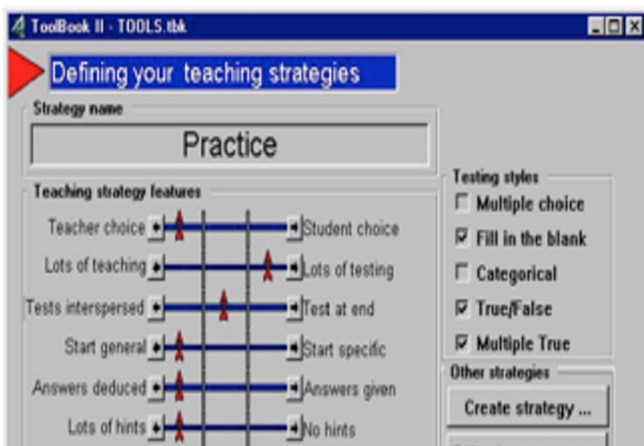 ToolBook II - TOOLS.tbk
Defining your teaching strategies
Strategy name
Practice
Teaching strategy features
Teacher choice Student choice
Lots of teaching Lots of testing
Tests interspersed Test at end
Start general Start specific
Answers deduced Answers given
Lots of hints No hints
Testing styles
Multiple choice
Fill in the blank
Categorical
True/False
Multiple True
Other strategies
Create strategy ...